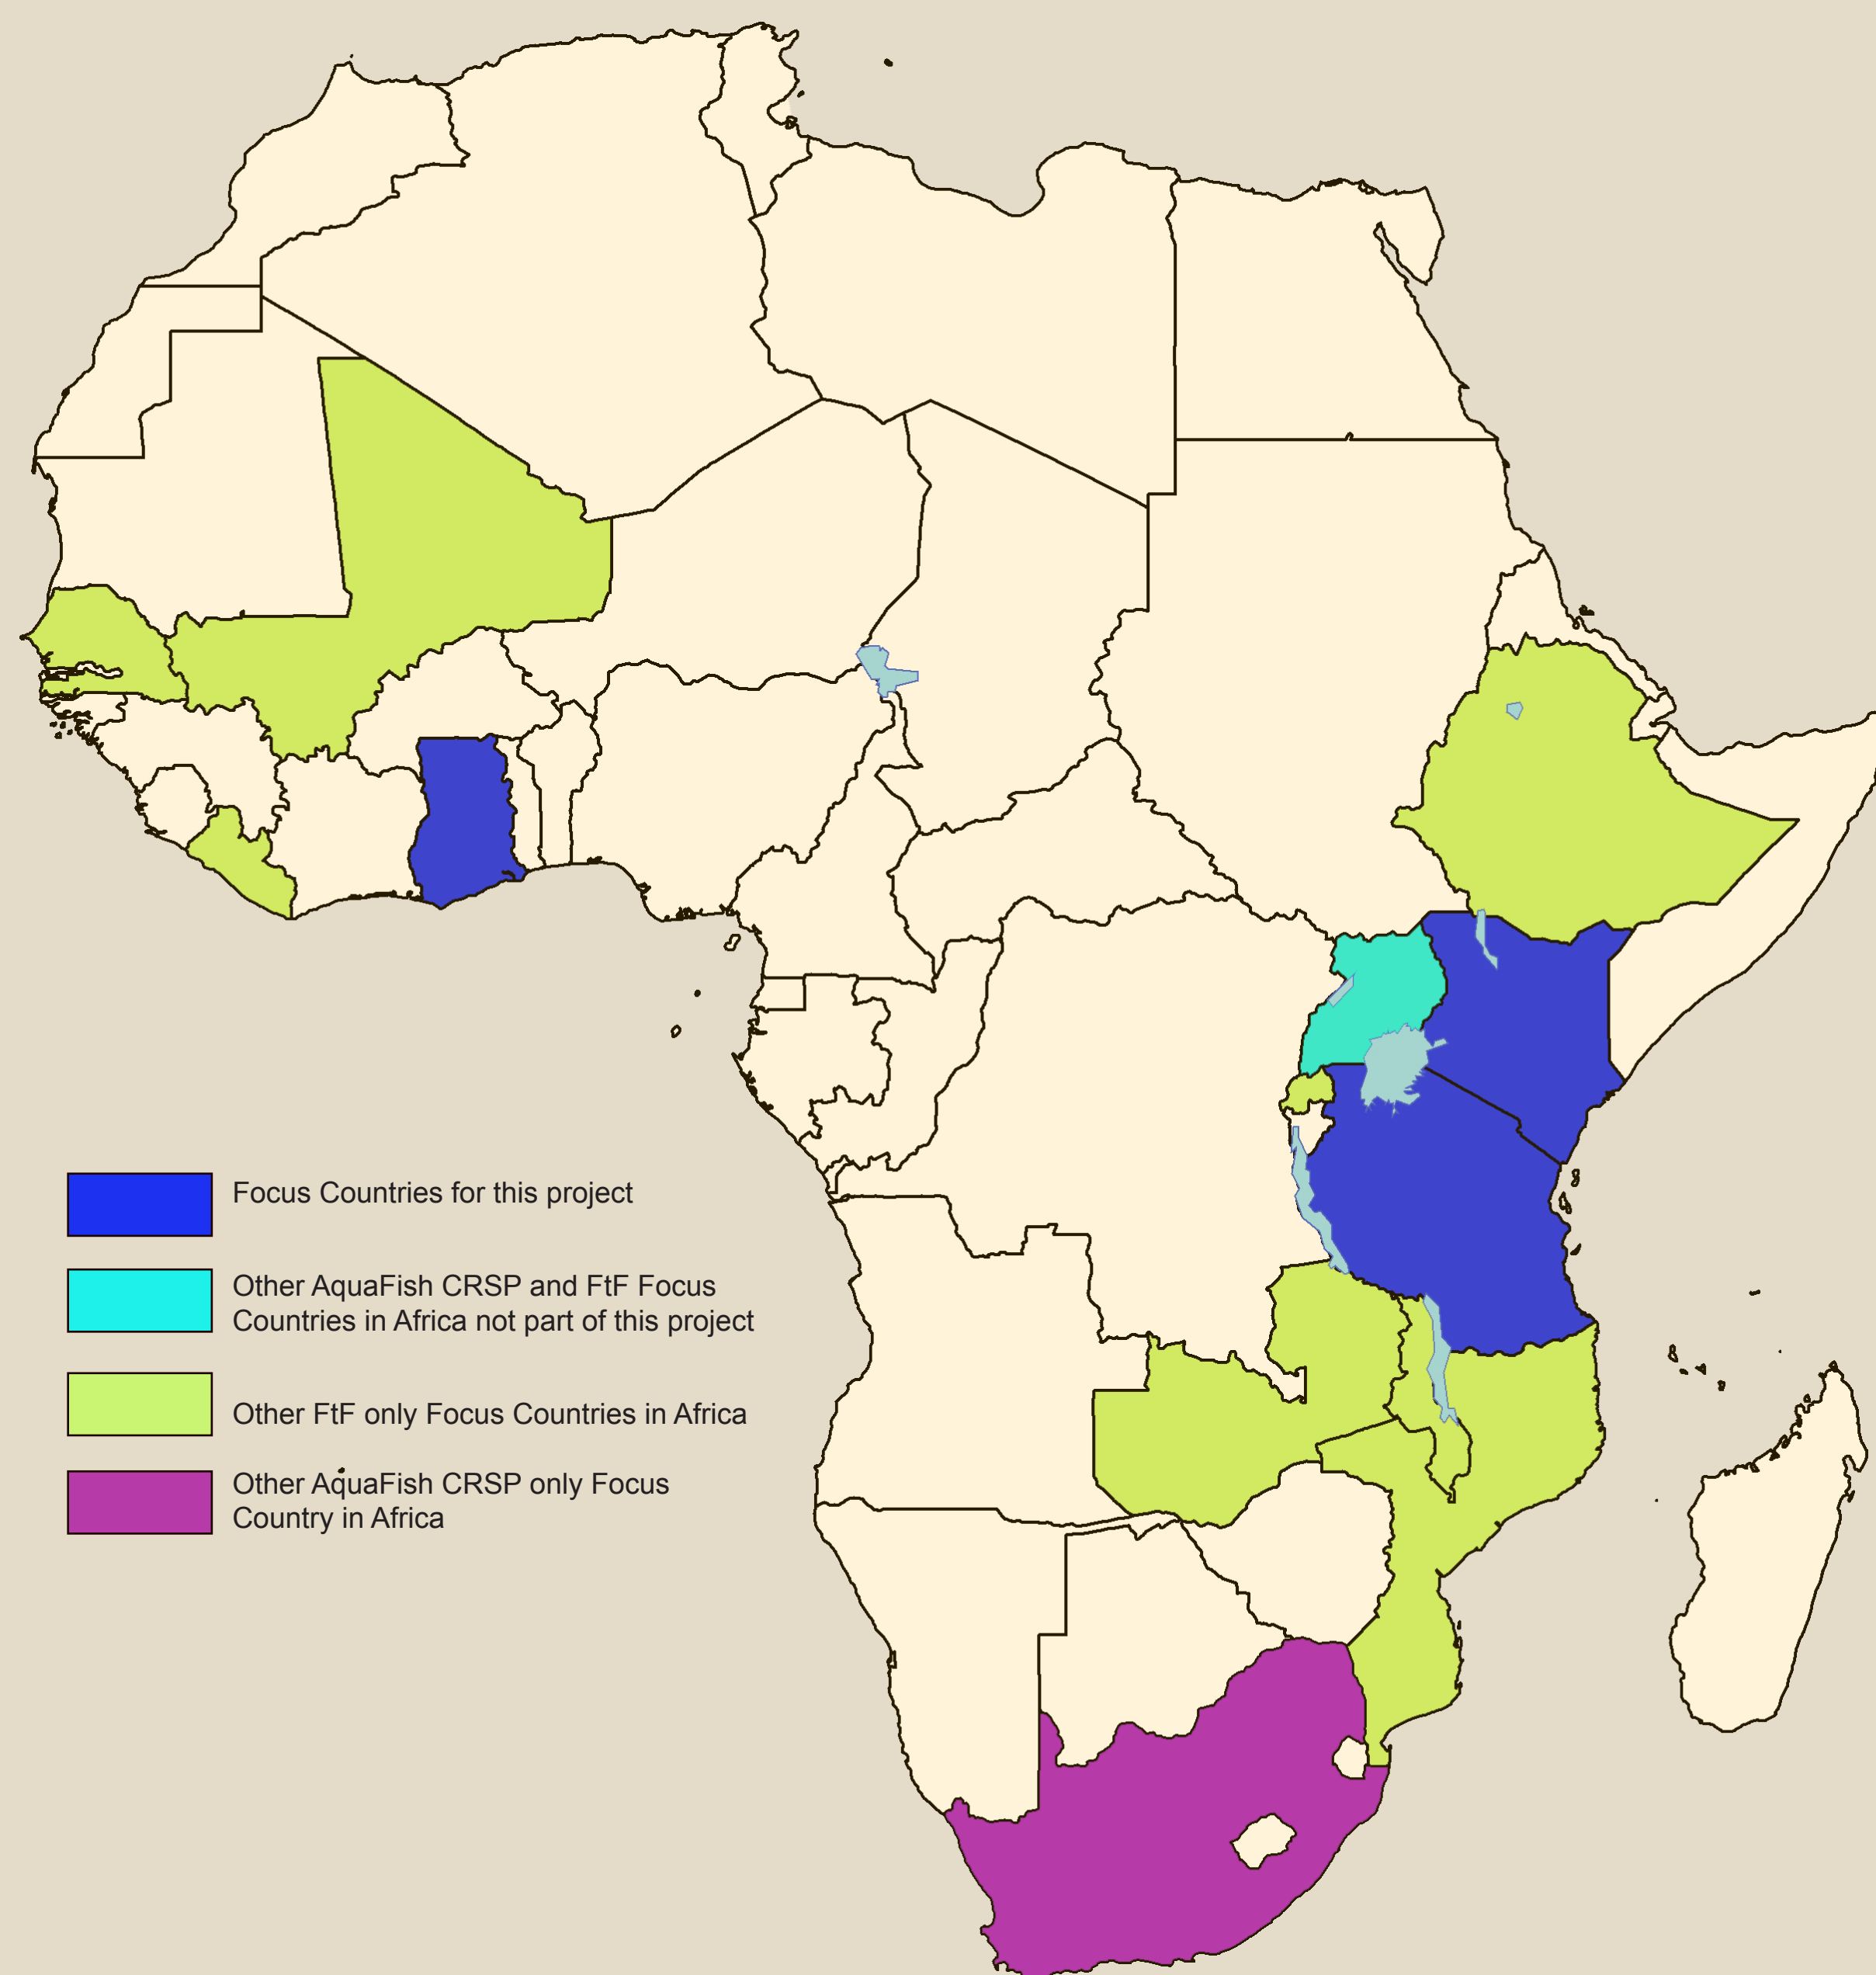 Focus Countries for this project
Other AquaFish CRSP and FtF Focus
Countries in Africa not part of this project
Other FtF only Focus Countries in Africa
Other AquaFish CRSP only Focus
Country in Africa